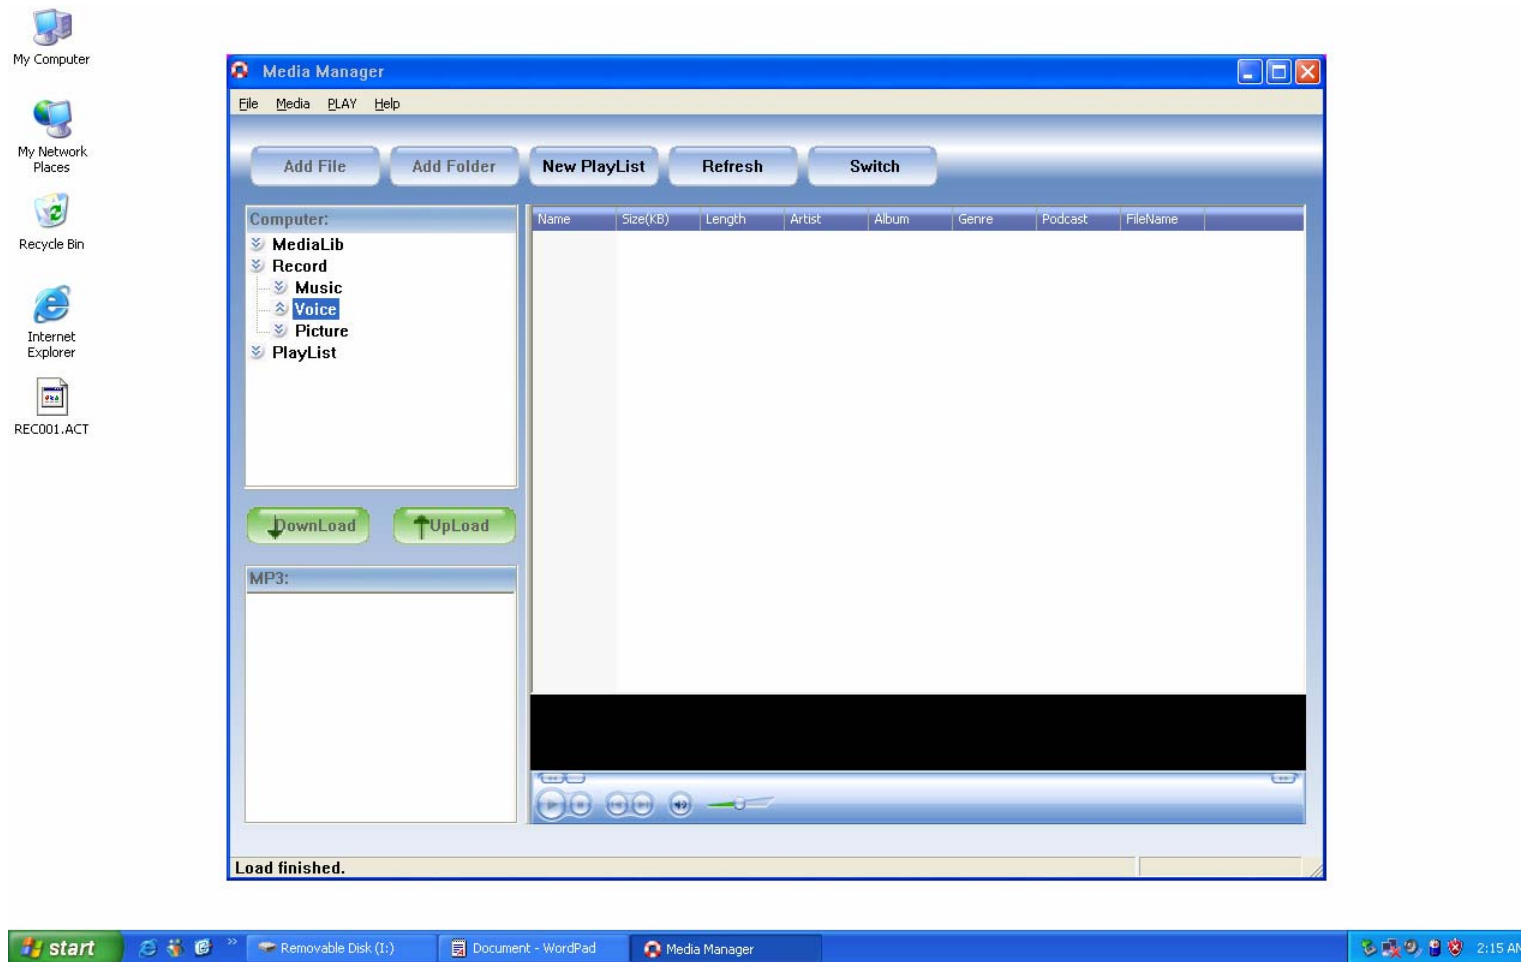 My Computer
My Network
Places
Recycle Bin
Internet
Explorer
REC001.ACT
Media Manager
File Media PLAY Help
Add File Add Folder New PlayList Refresh Switch
Computer:
MediaLib
Record
Music
Voice
Picture
PlayList
Name Size(KB) Length Artist Album Genre Podcast FileName
DownLoad UpLoad
MP3:
Load finished.
start Removable Disk (I:) Document - WordPad Media Manager 2:15 AM